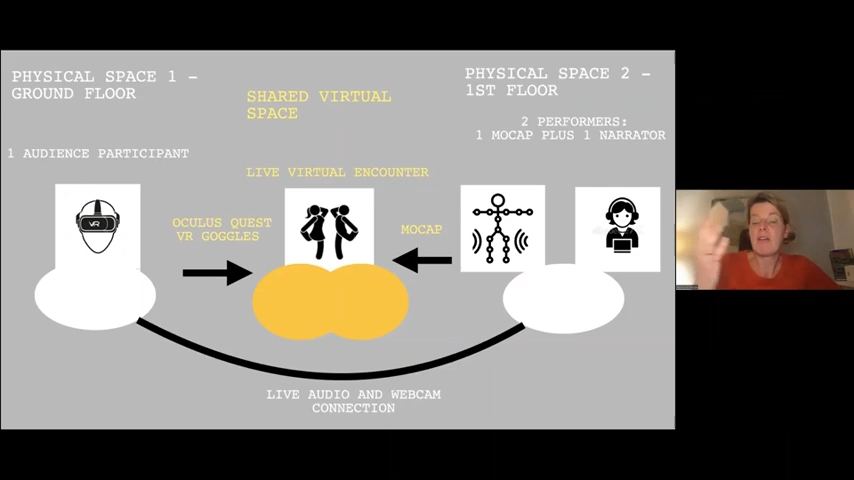 PHYSICAL SPACE 1 -
GROUND FLOOR
SHARED VIRTUAL
SPACE
PHYSICAL SPACE 2 -
1ST FLOOR
2 PERFORMERS:
1 MOCAP PLUS 1 NARRATOR
1 AUDIENCE PARTICIPANT
LIVE VIRTUAL ENCOUNTER
VR
OCULUS QUEST
VR GOGGLES
MOCAP
LIVE AUDIO AND WEBCAM
CONNECTION